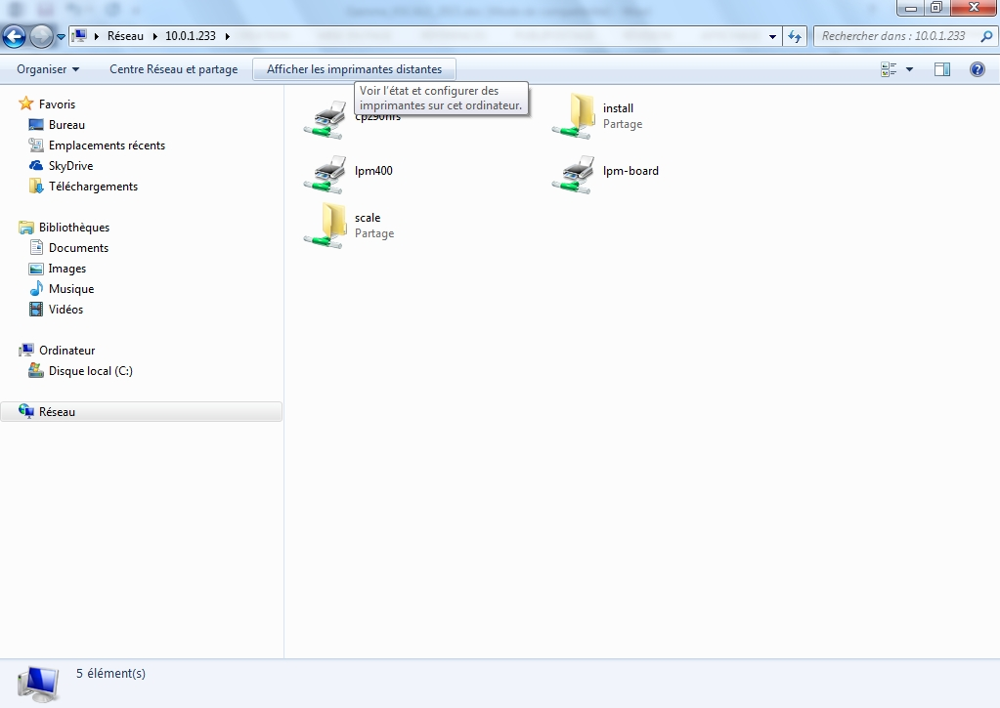 Réseau
10.0.1.233
Rechercher dans : 10.0.1.233
Organiser
Centre Réseau et partage
Afficher les imprimantes distantes
Voir l'état et configurer des
imprimantes sur cet ordinateur.
Favoris
Bureau
Emplacements récents
SkyDrive
Téléchargements
Bibliothèques
Documents
Images
Musique
Vidéos
Ordinateur
Disque local (C:)
Réseau
install
Partage
lpm400
lpm-board
scale
Partage
5 élément(s)